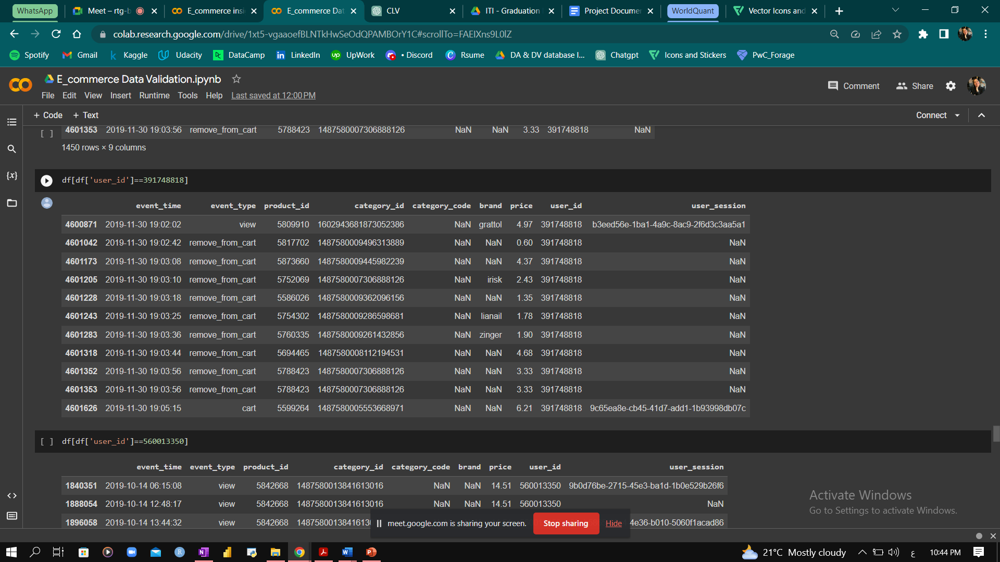 WhatsApp Meet – rtg-b E_commerce insi E_commerce Dat CLV ITI - Graduation Project Documen WorldQuant Vector Icons and
colab.research.google.com/drive/1xt5-vgaaoefBLNTkHwSeOdQPAMBOrY1C#scrollTo=FAEIXns9L0lZ
Spotify Gmail Kaggle Udacity DataCamp LinkedIn UpWork • Discord Rsume DA & DV database I... Chatgpt Icons and Stickers PwC_Forage
E_commerce Data Validation.ipynb
Comment Share
File Edit View Insert Runtime Tools Help Last saved at 12:00 PM
+ Code + Text Connect
[ ] 4601353 2019-11-30 19:03:56 remove_from_cart 5788423 1487580007306888126 NaN NaN 3.33 391748818 NaN
1450 rows × 9 columns
{x}
df[df['user_id']==391748818]
event_time event_type product_id category_id category_code brand price user_id user_session
4600871 2019-11-30 19:02:02 view 5809910 1602943681873052386 NaN grattol 4.97 391748818 b3eed56e-1ba1-4a9c-8ac9-2f6d3c3aa5a1
4601042 2019-11-30 19:02:42 remove_from_cart 5817702 1487580009496313889 NaN NaN 0.60 391748818 NaN
4601173 2019-11-30 19:03:08 remove_from_cart 5873660 1487580009445982239 NaN NaN 4.37 391748818 NaN
4601205 2019-11-30 19:03:10 remove_from_cart 5752069 1487580007306888126 NaN irisk 2.43 391748818 NaN
4601228 2019-11-30 19:03:18 remove_from_cart 5586026 1487580009362096156 NaN NaN 1.35 391748818 NaN
4601243 2019-11-30 19:03:25 remove_from_cart 5754302 1487580009286598681 NaN lianail 1.78 391748818 NaN
4601283 2019-11-30 19:03:36 remove_from_cart 5760335 1487580009261432856 NaN zinger 1.90 391748818 NaN
4601318 2019-11-30 19:03:44 remove_from_cart 5694465 1487580008112194531 NaN NaN 4.68 391748818 NaN
4601352 2019-11-30 19:03:56 remove_from_cart 5788423 1487580007306888126 NaN NaN 3.33 391748818 NaN
4601353 2019-11-30 19:03:56 remove_from_cart 5788423 1487580007306888126 NaN NaN 3.33 391748818 NaN
4601626 2019-11-30 19:05:15 cart 5599264 1487580005553668971 NaN NaN 6.21 391748818 9c65ea8e-cb45-41d7-add1-1b93998db07c
[ ] df[df['user_id']==560013350]
event_time event_type product_id category_id category_code brand price user_id user_session
1840351 2019-10-14 06:15:08 view 5842668 1487580013841613016 NaN NaN 14.51 560013350 9b0d76be-2715-45e3-ba1d-1b0e529b26f6
1888054 2019-10-14 12:48:17 view 5842668 1487580013841613016 NaN NaN 14.51 560013350 NaN
1896058 2019-10-14 13:44:32 view 5842668 148758001384161301 4e36-b010-5060f1acad86
meet.google.com is sharing your screen. Stop sharing Hide
Activate Windows
Go to Settings to activate Windows.
21°C Mostly cloudy ع 10:44 PM